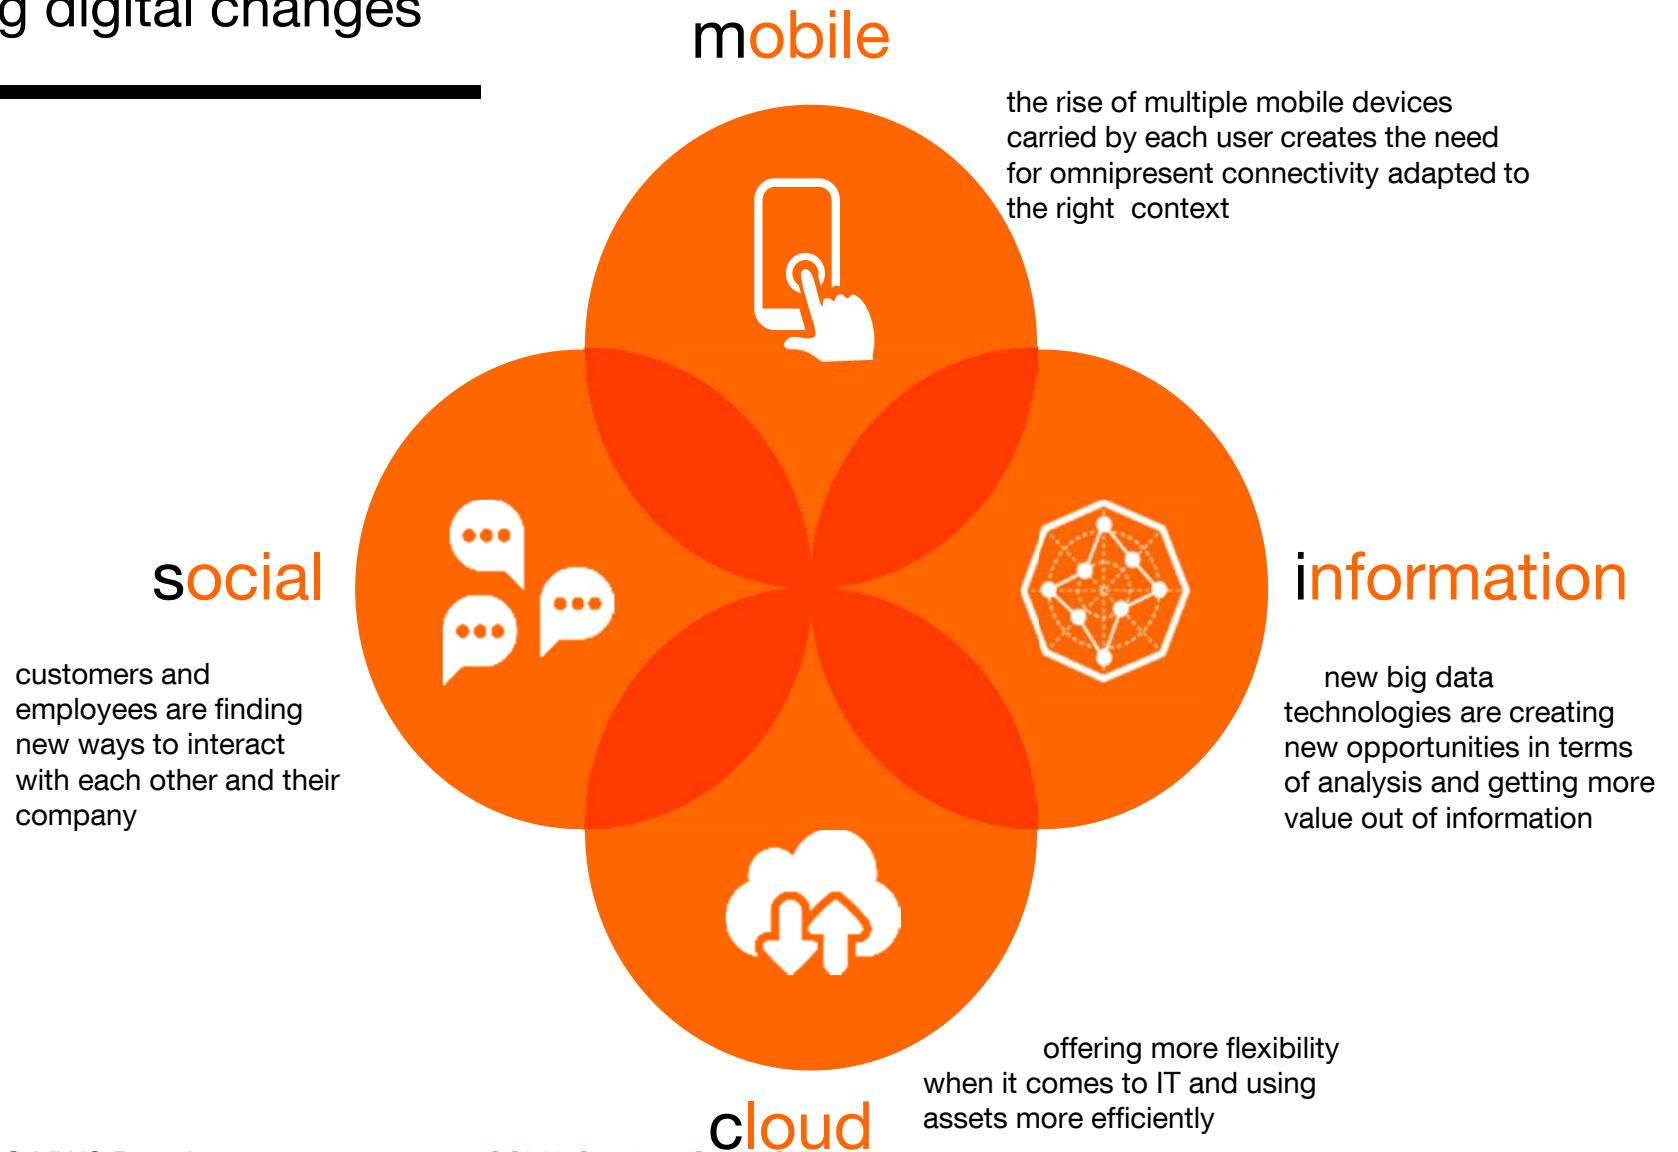 digital changes
mobile
the rise of multiple mobile devices
carried by each user creates the need
for omnipresent connectivity adapted to
the right context
social
customers and
employees are finding
new ways to interact
with each other and their
company
information
new big data
technologies are creating
new opportunities in terms
of analysis and getting more
value out of information
offering more flexibility
when it comes to IT and using
assets more efficiently
cloud